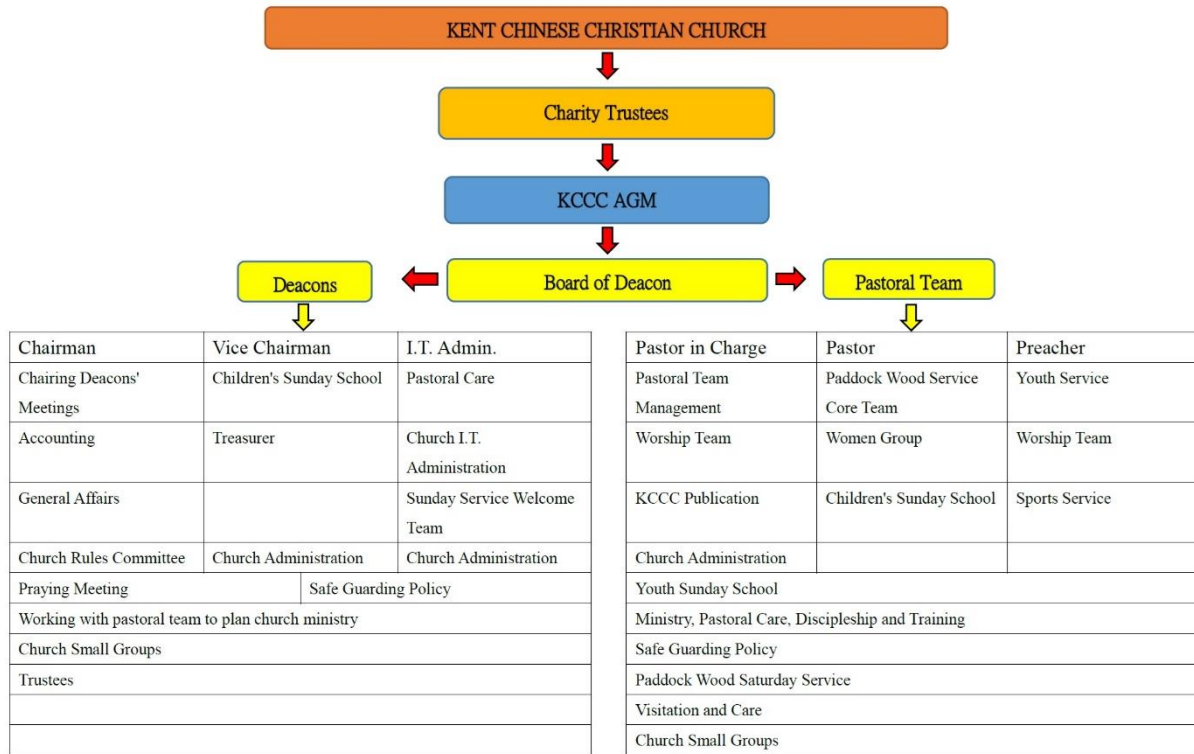 KENT CHINESE CHRISTIAN CHURCH
Charity Trustees
KCCC AGM
Deacons
Board of Deacon
Pastoral Team
Chairman
Vice Chairman
I.T. Admin.
Chairing Deacons'
Meetings
Children's Sunday School
Pastoral Care
Accounting
Treasurer
Church I.T.
Administration
General Affairs
Sunday Service Welcome
Team
Church Rules Committee
Church Administration
Church Administration
Praying Meeting
Safe Guarding Policy
Working with pastoral team to plan church ministry
Church Small Groups
Trustees
Pastor in Charge
Pastor
Preacher
Pastoral Team
Management
Paddock Wood Service
Core Team
Youth Service
Worship Team
Women Group
Worship Team
KCCC Publication
Children's Sunday School
Sports Service
Church Administration
Youth Sunday School
Ministry, Pastoral Care, Discipleship and Training
Safe Guarding Policy
Paddock Wood Saturday Service
Visitation and Care
Church Small Groups